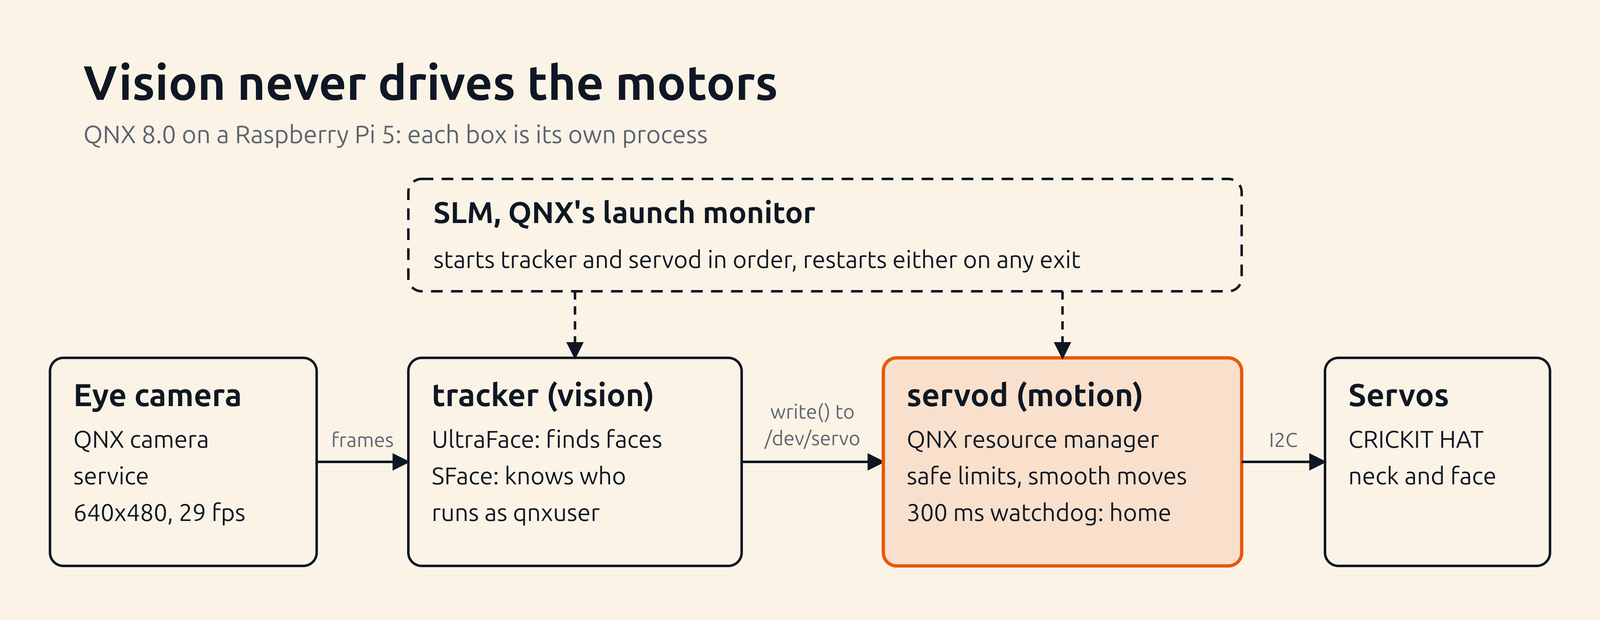 Vision never drives the motors
QNX 8.0 on a Raspberry Pi 5: each box is its own process
SLM, QNX's launch monitor
starts tracker and servod in order, restarts either on any exit
Eye camera
QNX camera
service
640x480, 29 fps
frames
tracker (vision)
UltraFace: finds faces
SFace: knows who
runs as qnxuser
write() to
/dev/servo
servod (motion)
QNX resource manager
safe limits, smooth moves
300 ms watchdog: home
I2C
Servos
CRICKIT HAT
neck and face